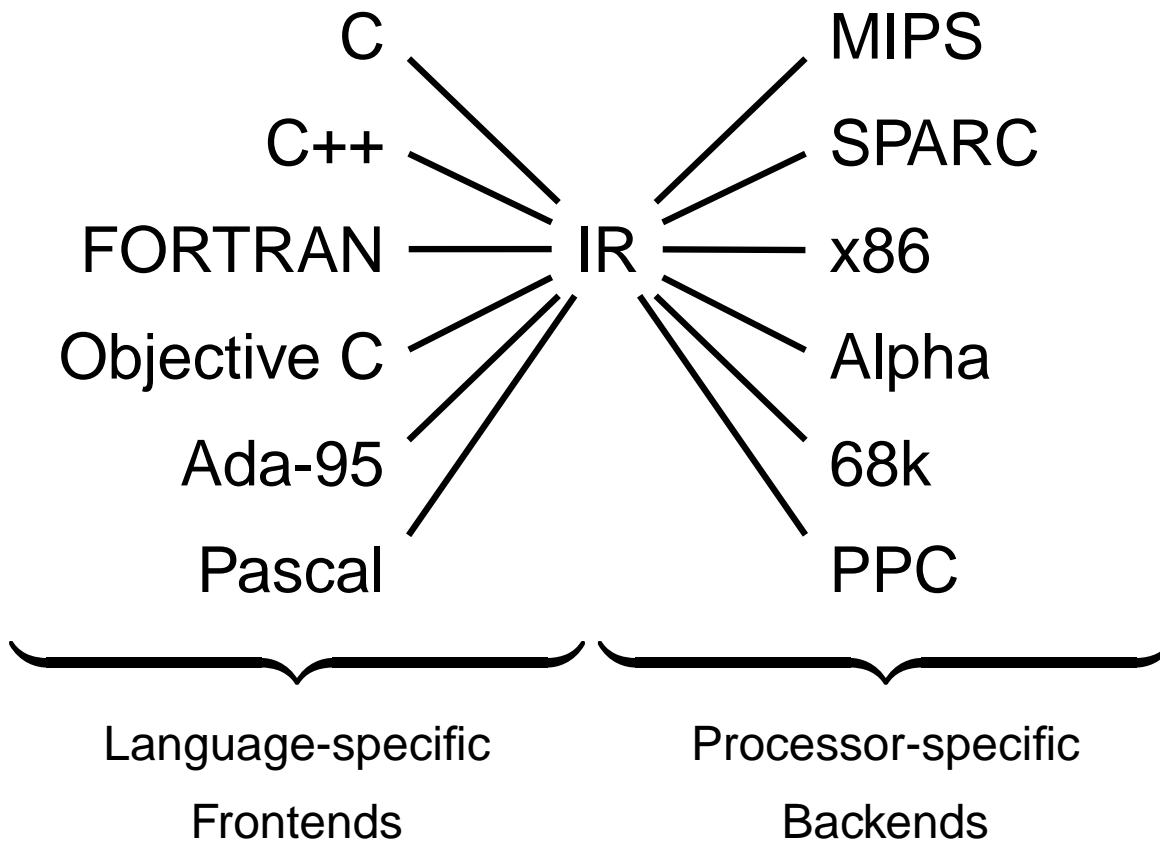 C MIPS
C++ SPARC
FORTRAN IR x86
Objective C Alpha
Ada-95 68k
Pascal PPC
Language-specific Processor-specific
Frontends Backends